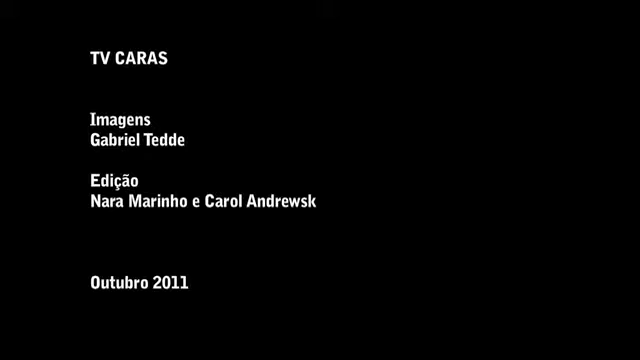 TV CARAS
Imagens
Gabriel Tedde
Edição
Nara Marinho e Carol Andrewsk
Outubro 2011